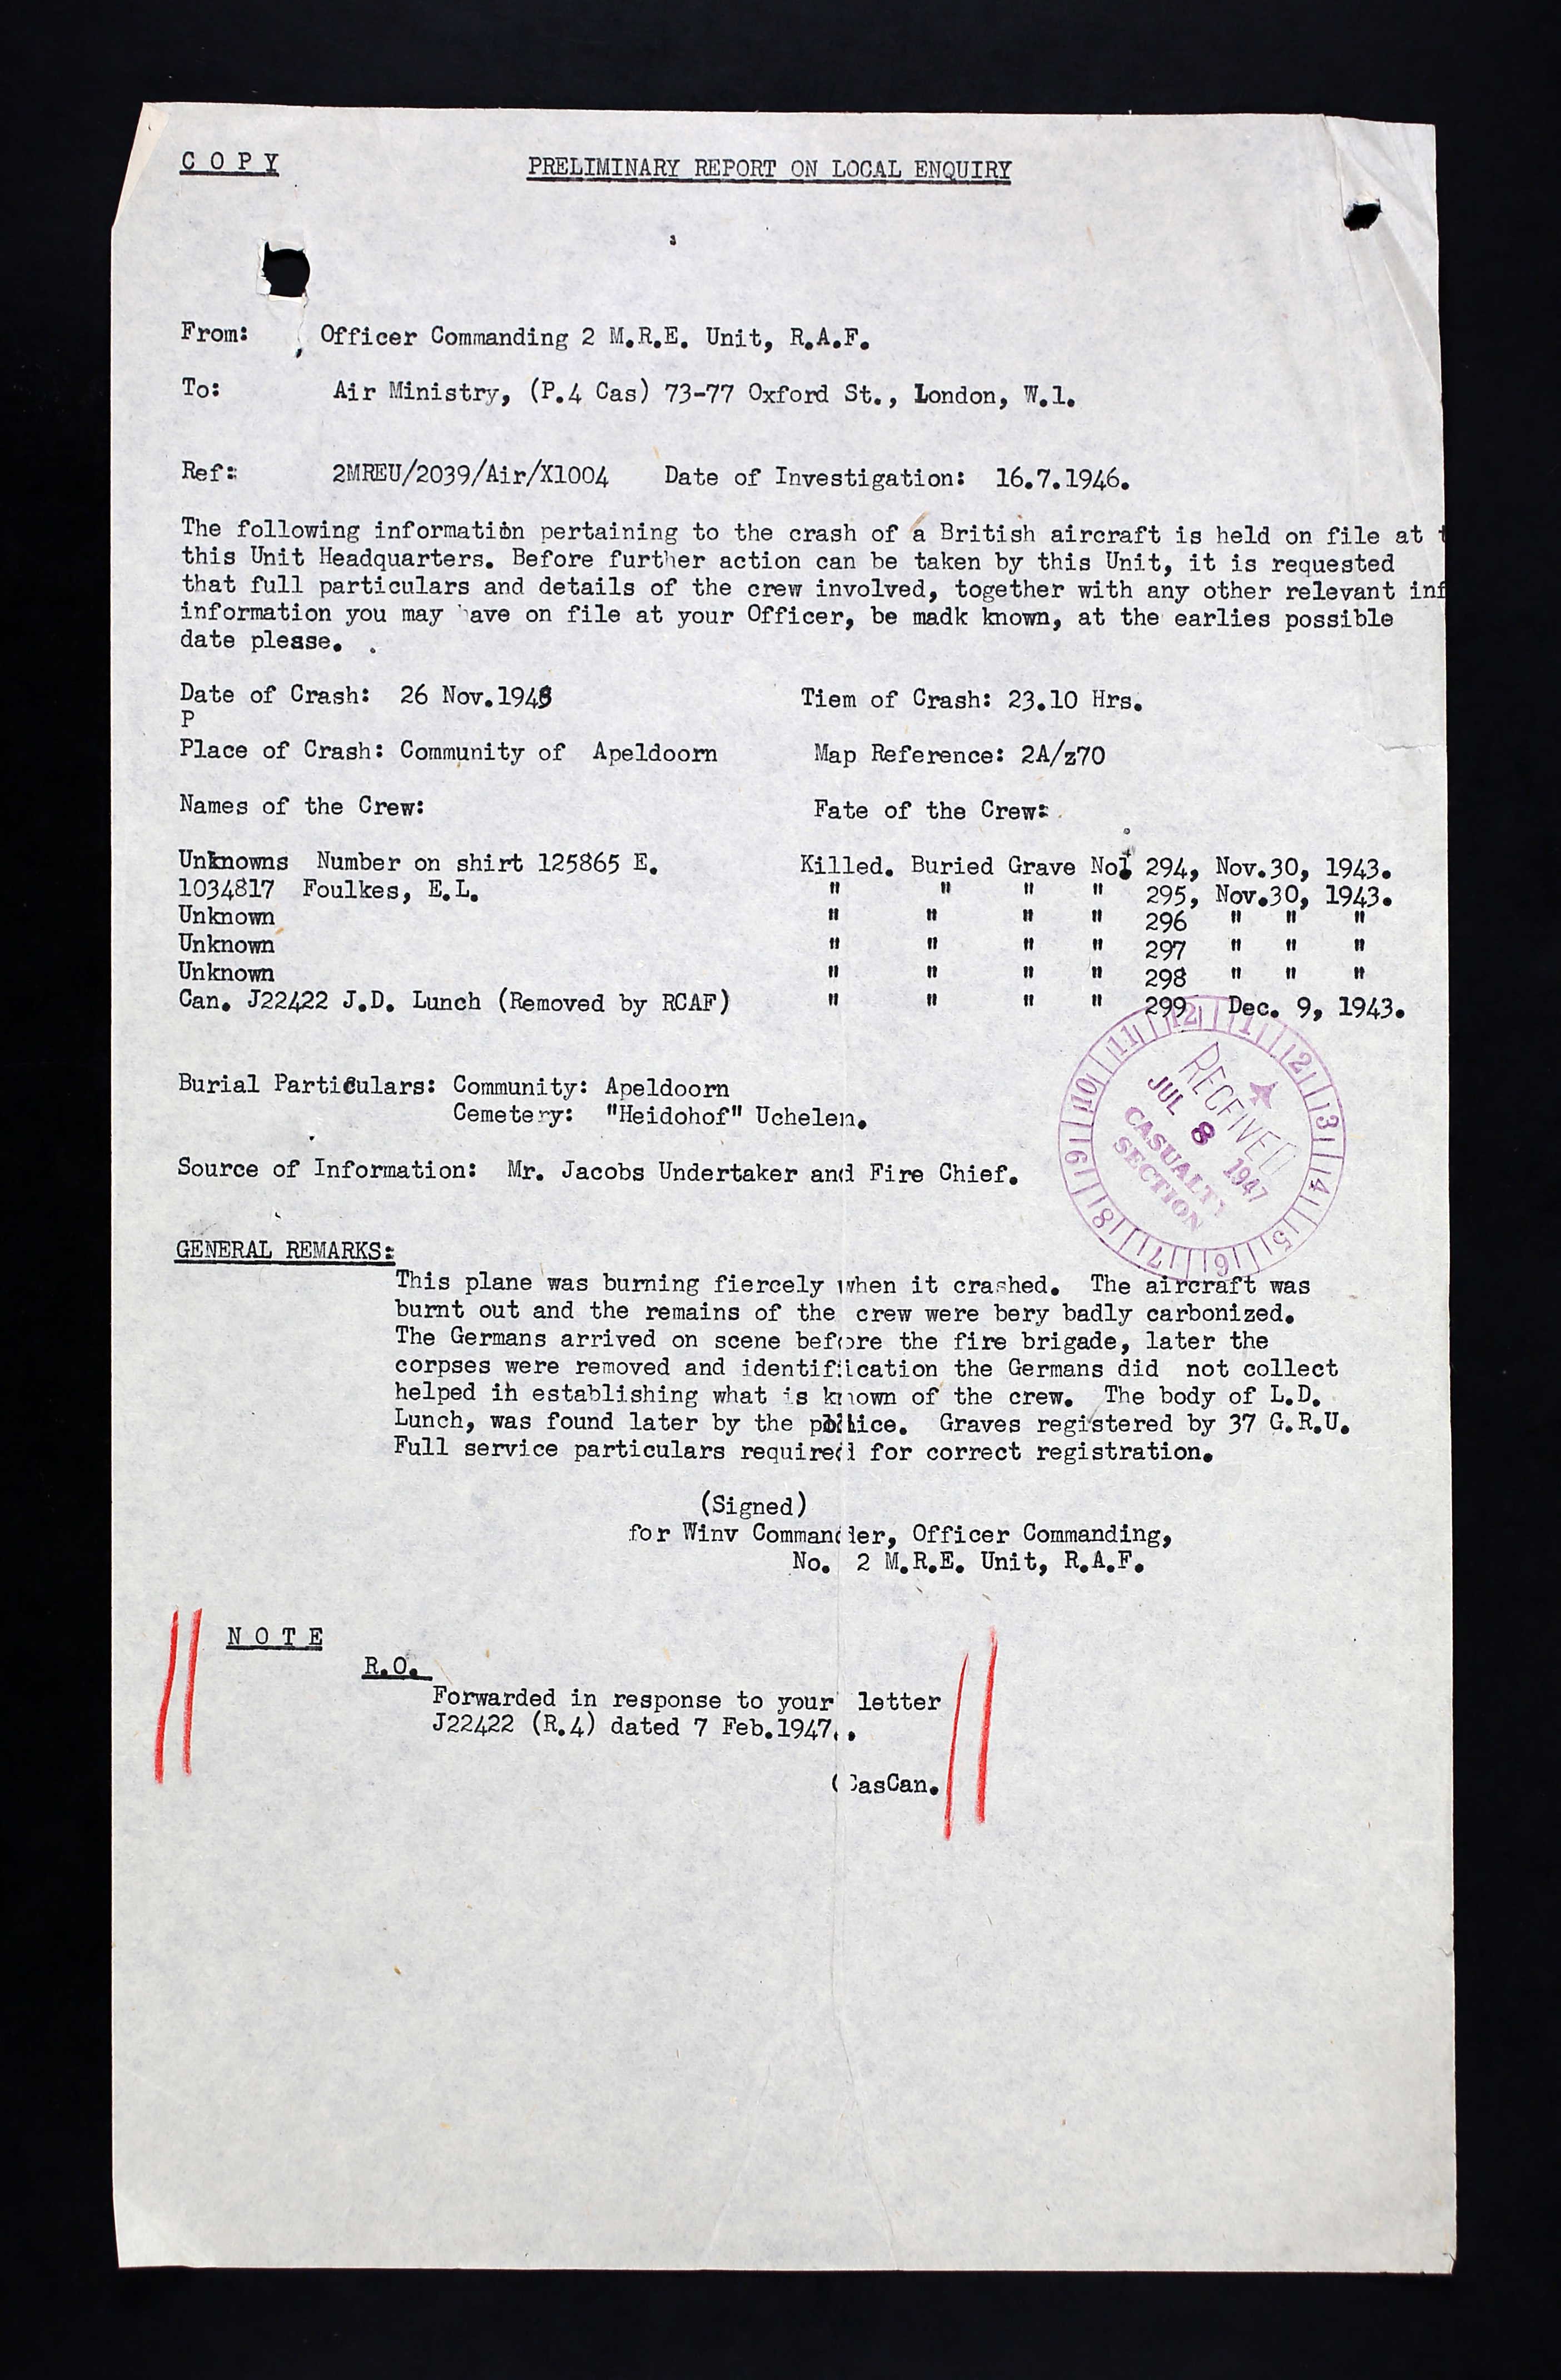 COPY
PRELIMINARY REPORT ON LOCAL ENQUIRY
From: Officer Commanding 2 M.R.E. Unit, R.A.F.
To: Air Ministry, (P.4 Cas) 73-77 Oxford St., London, W.1.
Ref: 2MREU/2039/Air/X1004 Date of Investigation: 16.7.1946.
The following information pertaining to the crash of a British aircraft is held on file at t
this Unit Headquarters. Before further action can be taken by this Unit, it is requested
that full particulars and details of the crew involved, together with any other relevant inf
information you may have on file at your Officer, be madk known, at the earlies possible
date please.
Date of Crash: 26 Nov.1943 Tiem of Crash: 23.10 Hrs.
P
Place of Crash: Community of Apeldoorn Map Reference: 2A/z70
Names of the Crew: Fate of the Crew:
Unknowns Number on shirt 125865 E. Killed. Buried Grave No. 294, Nov.30, 1943.
1034817 Foulkes, E.L. " " " " 295, Nov.30, 1943.
Unknown " " " " 296 " " "
Unknown " " " " 297 " " "
Unknown " " " " 298 " " "
Can. J22422 J.D. Lunch (Removed by RCAF) " " " " 299 Dec. 9, 1943.
Burial Particulars: Community: Apeldoorn
Cemetery: "Heidohof" Uchelen.
Source of Information: Mr. Jacobs Undertaker and Fire Chief.
12 1 2 3 4 5 6 7 8 9 10 11
RECEIVED
JUL 8 1947
CASUALTY
SECTION
GENERAL REMARKS:
This plane was burning fiercely when it crashed. The aircraft was
burnt out and the remains of the crew were bery badly carbonized.
The Germans arrived on scene before the fire brigade, later the
corpses were removed and identification the Germans did not collect
helped in establishing what is known of the crew. The body of L.D.
Lunch, was found later by the police. Graves registered by 37 G.R.U.
Full service particulars required for correct registration.
(Signed)
for Winv Commander, Officer Commanding,
No. 2 M.R.E. Unit, R.A.F.
NOTE
R.O.
Forwarded in response to your letter
J22422 (R.4) dated 7 Feb.1947..
(CasCan.